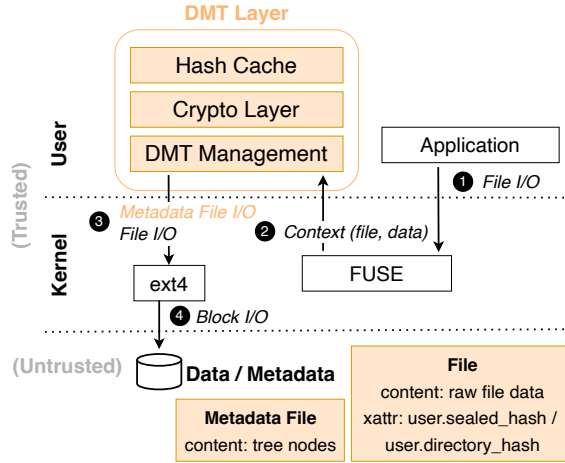 DMT Layer
Hash Cache
Crypto Layer
DMT Management
Application
User
(Trusted)
1 File I/O
3 Metadata File I/O
File I/O
2 Context (file, data)
Kernel
ext4
FUSE
4 Block I/O
(Untrusted)
Data / Metadata
File
content: raw file data
xattr: user.sealed_hash /
user.directory_hash
Metadata File
content: tree nodes